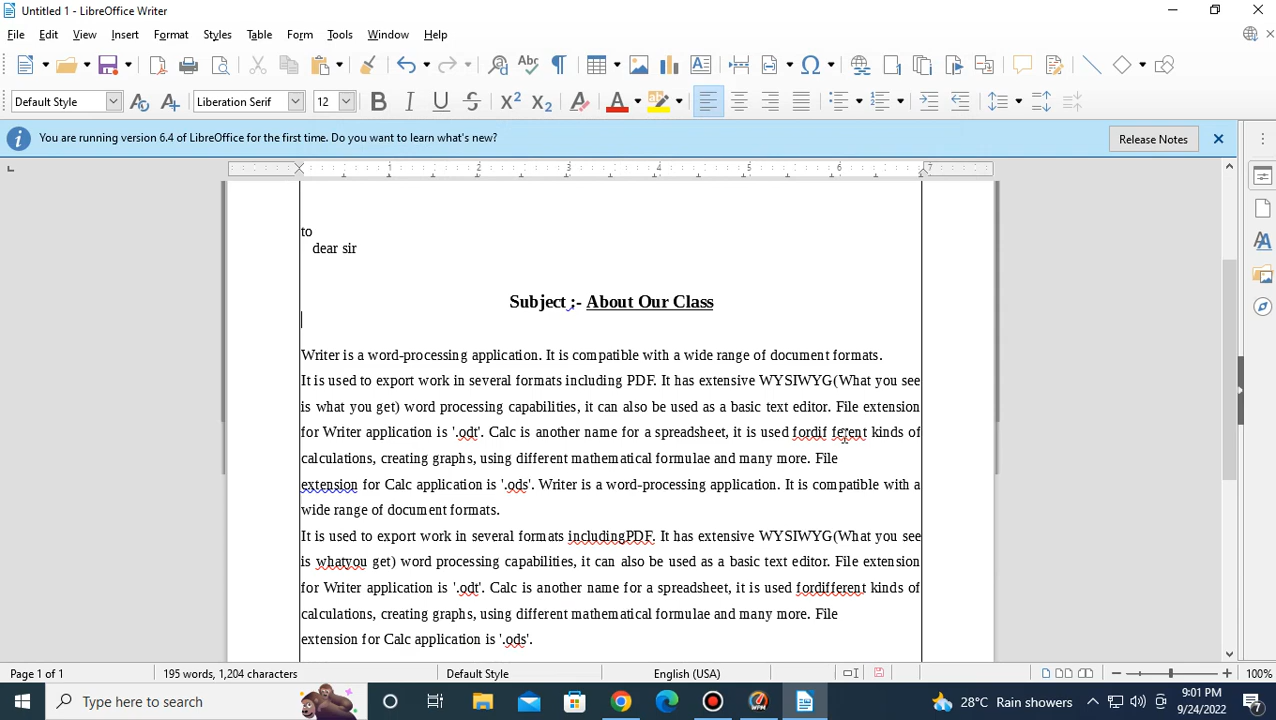 Untitled 1 - LibreOffice Writer
File Edit View Insert Format Styles Table Form Tools Window Help
Default Style Liberation Serif 12
You are running version 6.4 of LibreOffice for the first time. Do you want to learn what's new? Release Notes
1 2 3 4 5 6 7
to
dear sir
Subject :- About Our Class
Writer is a word-processing application. It is compatible with a wide range of document formats.
It is used to export work in several formats including PDF. It has extensive WYSIWYG(What you see
is what you get) word processing capabilities, it can also be used as a basic text editor. File extension
for Writer application is '.odt'. Calc is another name for a spreadsheet, it is used fordif ferent kinds of
calculations, creating graphs, using different mathematical formulae and many more. File
extension for Calc application is '.ods'. Writer is a word-processing application. It is compatible with a
wide range of document formats.
It is used to export work in several formats includingPDF. It has extensive WYSIWYG(What you see
is whatyou get) word processing capabilities, it can also be used as a basic text editor. File extension
for Writer application is '.odt'. Calc is another name for a spreadsheet, it is used fordifferent kinds of
calculations, creating graphs, using different mathematical formulae and many more. File
extension for Calc application is '.ods'.
Page 1 of 1 195 words, 1,204 characters Default Style English (USA) 100%
Type here to search WPM 28°C Rain showers 9:01 PM
9/24/2022 7